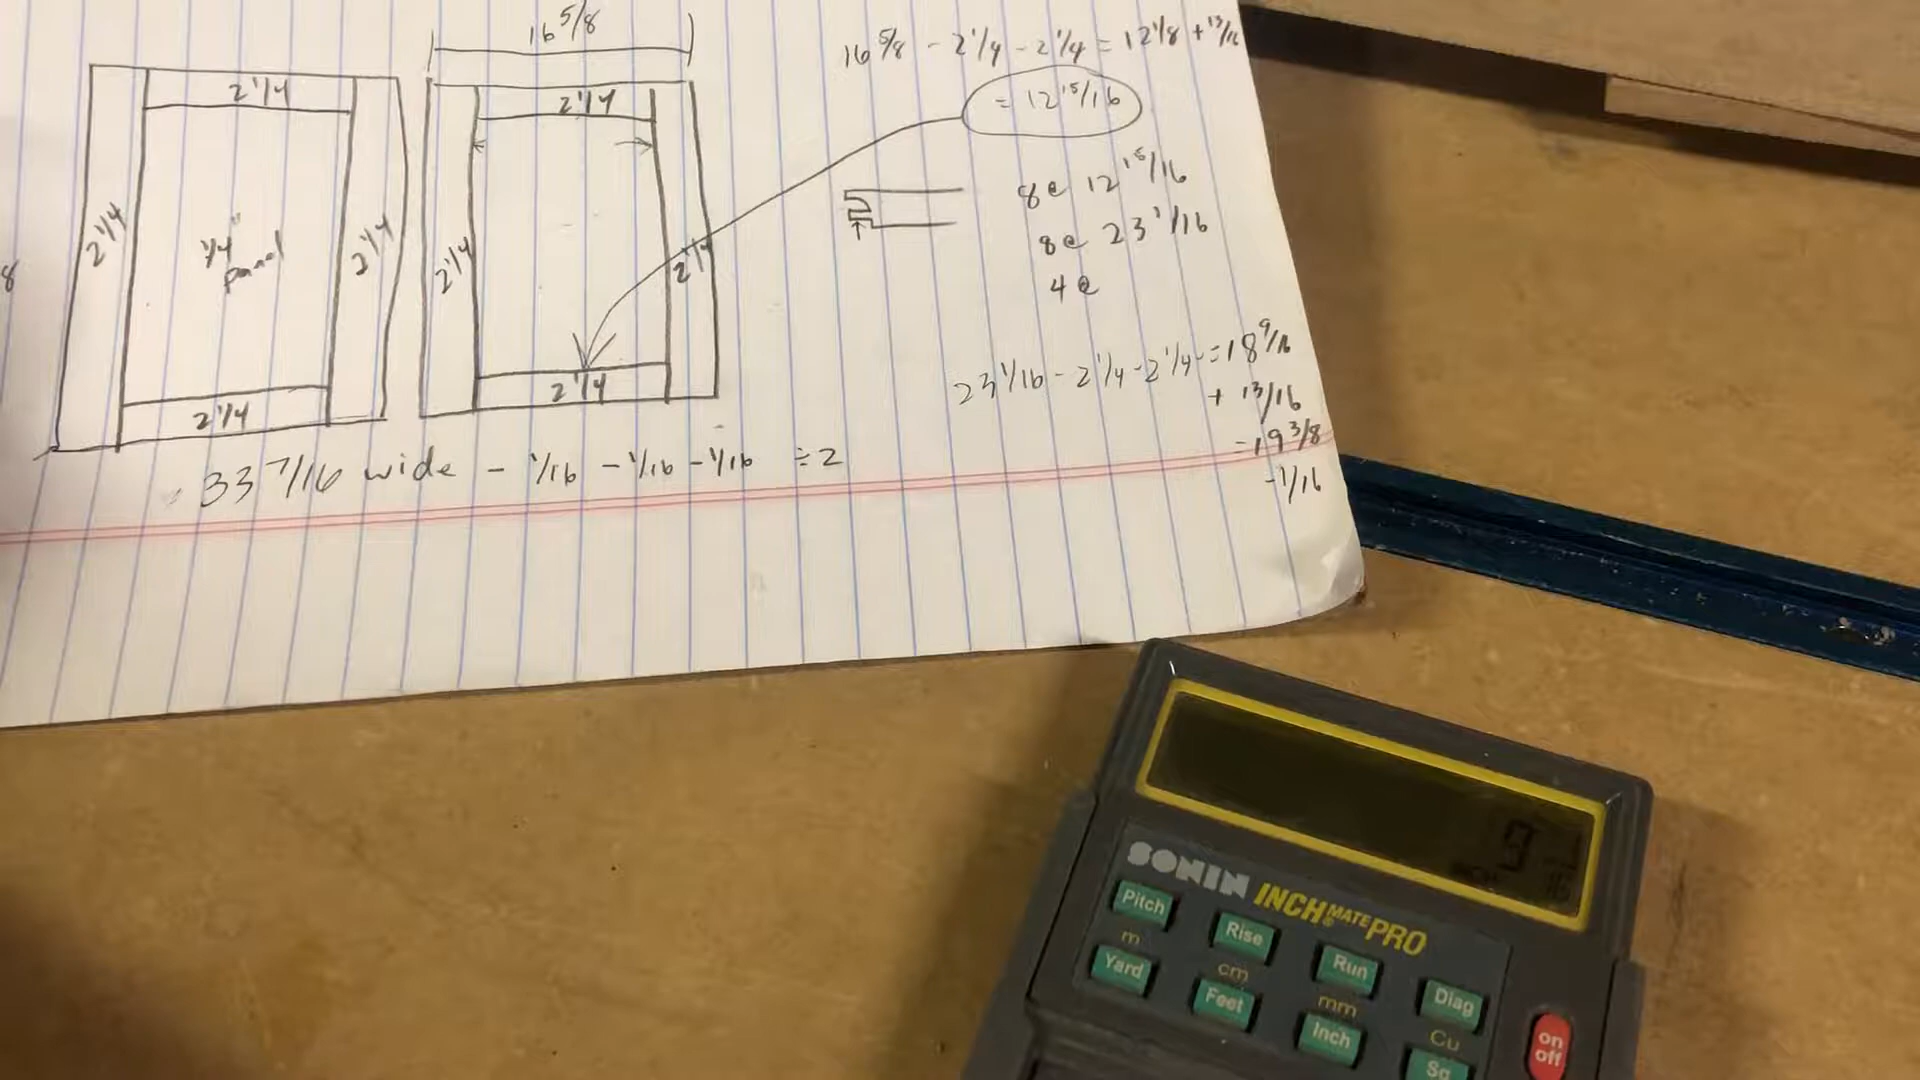 16 5/8
16 5/8 - 2 1/4 - 2 1/4 = 12 1/8 + 13/16
= 12 15/16
2 1/4
2 1/4
2 1/4
1/4"
panel
2 1/4
2 1/4
2 1/4
2 1/4
2 1/4
8
8@ 12 15/16
8@ 23 1/16
4@
23 1/16 - 2 1/4 - 2 1/4 = 18 9/16
+ 13/16
= 19 3/8
- 1/16
33 7/16 wide - 1/16 - 1/16 - 1/16 ÷ 2
SONIN INCHMATE® PRO
Pitch
Rise
Run
Diag
m
cm
mm
Cu
Yard
Feet
Inch
Sq
on
off